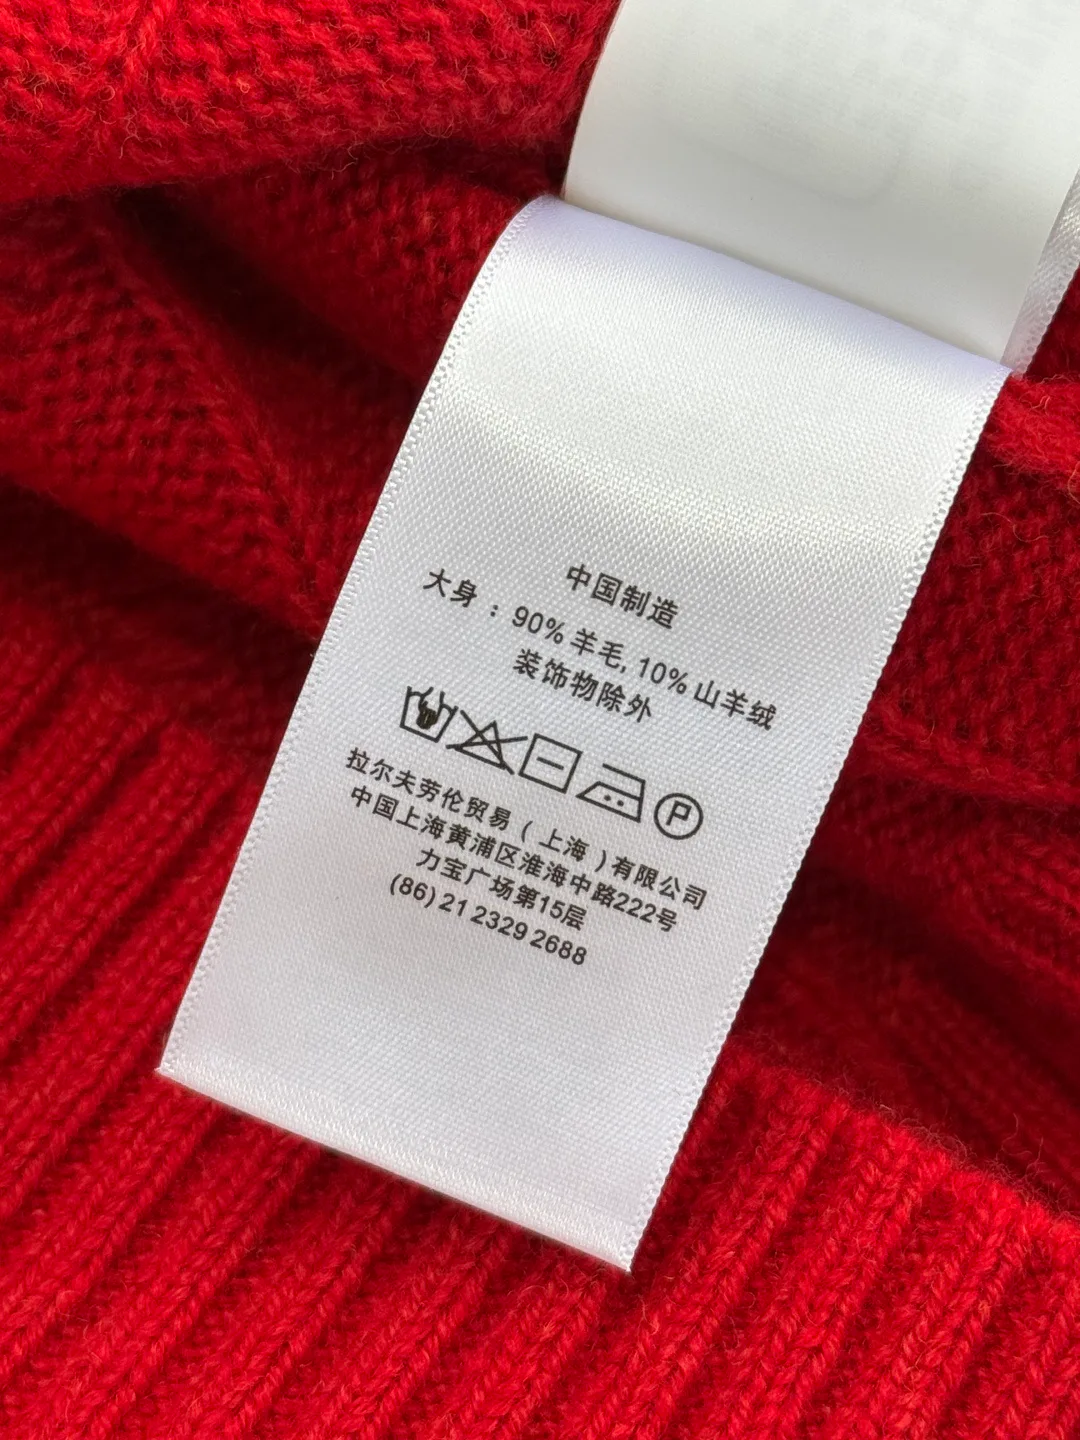 中国制造
大身：90% 羊毛, 10% 山羊绒
装饰物除外
P
拉尔夫劳伦贸易（上海）有限公司
中国上海黄浦区淮海中路222号
力宝广场第15层
(86) 21 2329 2688